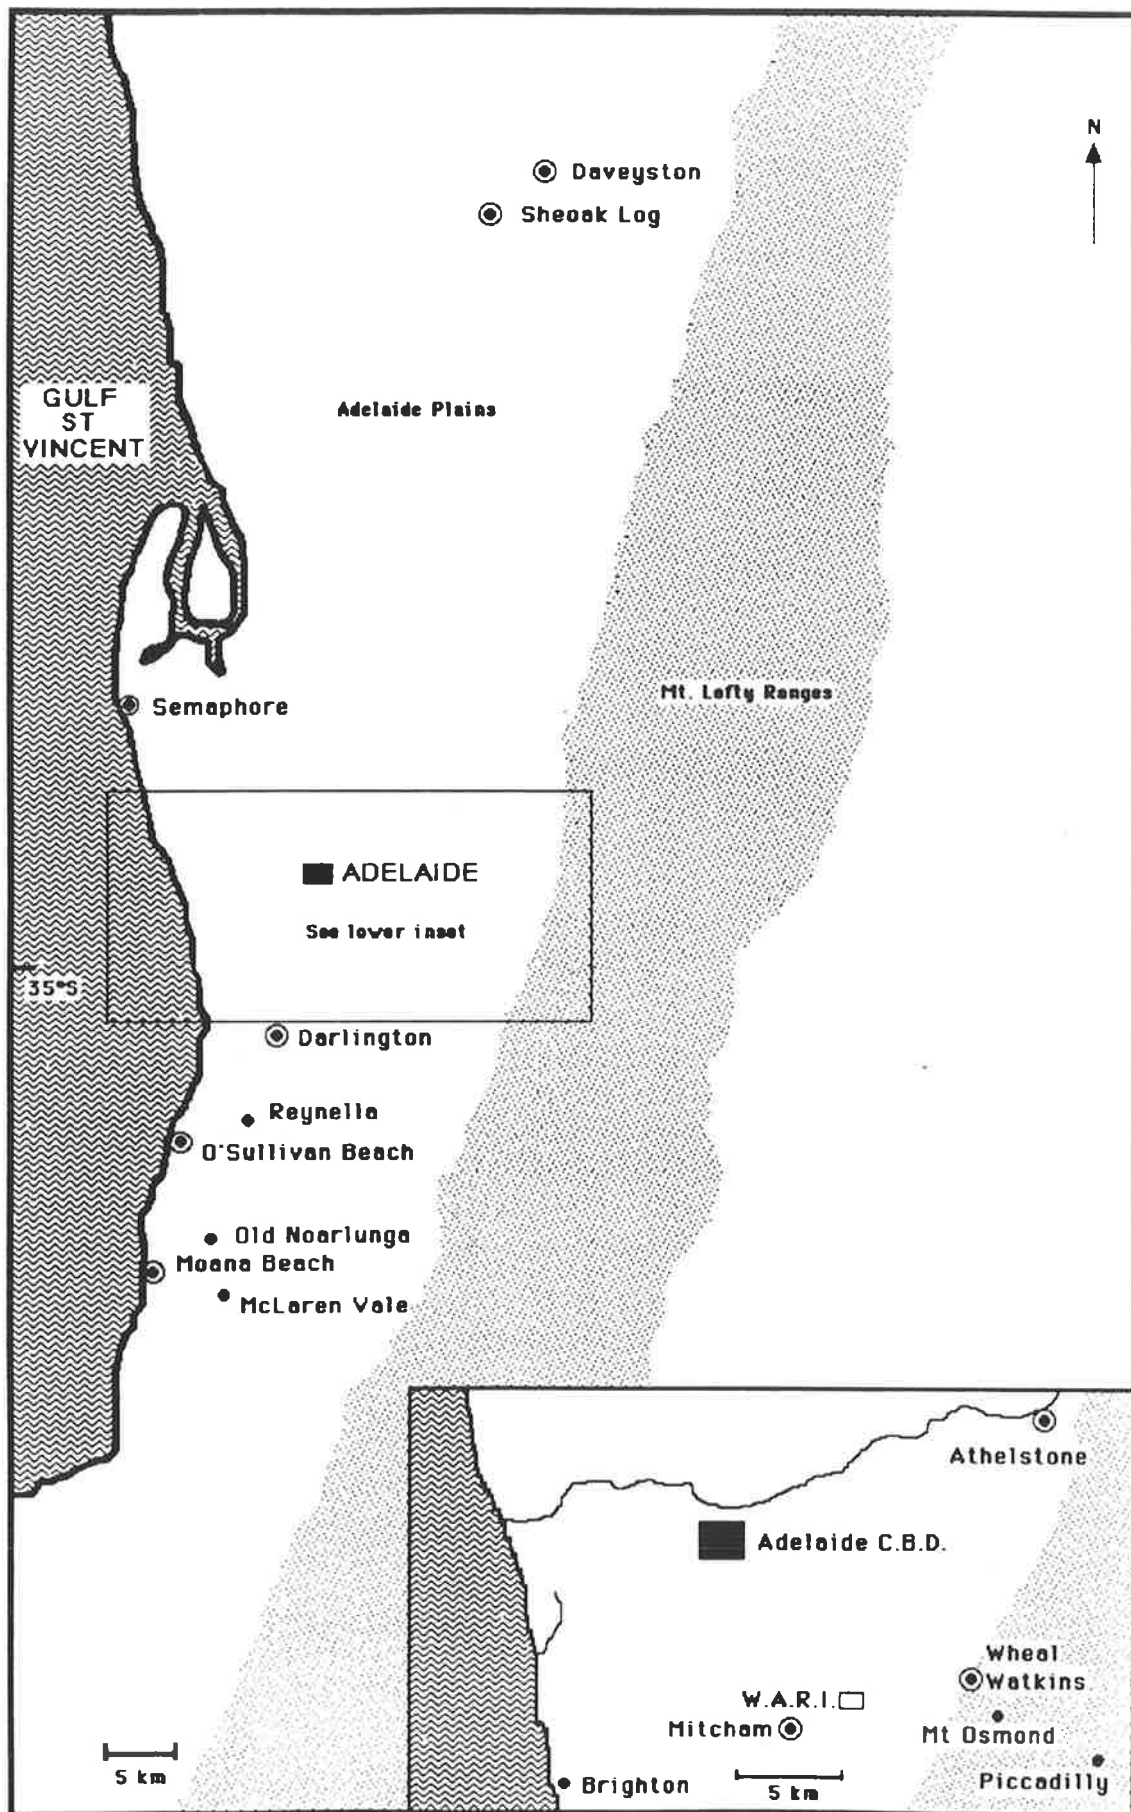 N
Daveyston
Sheoak Log
GULF
ST
VINCENT
Adelaide Plains
Mt. Lofty Ranges
Semaphore
ADELAIDE
See lower inset
35°S
Darlington
Reynella
O'Sullivan Beach
Old Noarlunga
Moana Beach
McLaren Vale
5 km
Athelstone
Adelaide C.B.D.
Wheal
Watkins
W.A.R.I.
Mitcham
Mt Osmond
Piccadilly
Brighton
5 km